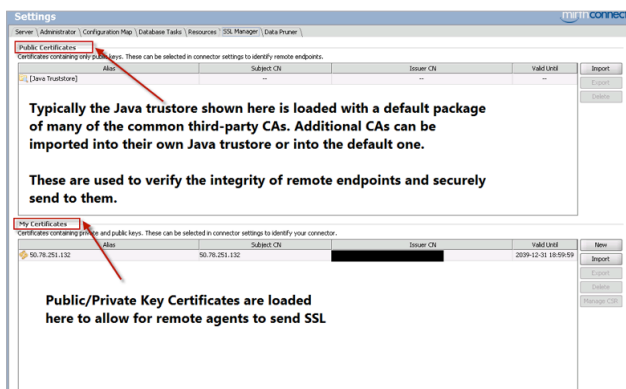 Settings
mirthconnect
Server Administrator Configuration Map Database Tasks Resources SSL Manager Data Pruner
Public Certificates
Certificates containing only public keys. These can be selected in connector settings to identify remote endpoints.
Alias Subject CN Issuer CN Valid Until Import
[Java Truststore] -- -- -- Export
Delete
Typically the Java trustore shown here is loaded with a default package
of many of the common third-party CAs. Additional CAs can be
imported into their own Java trustore or into the default one.
These are used to verify the integrity of remote endpoints and securely
send to them.
My Certificates
Certificates containing private and public keys. These can be selected in connector settings to identify your connector.
Alias Subject CN Issuer CN Valid Until New
50.78.251.132 50.78.251.132 2039-12-31 18:59:59 Import
Export
Delete
Manage CSR
Public/Private Key Certificates are loaded
here to allow for remote agents to send SSL